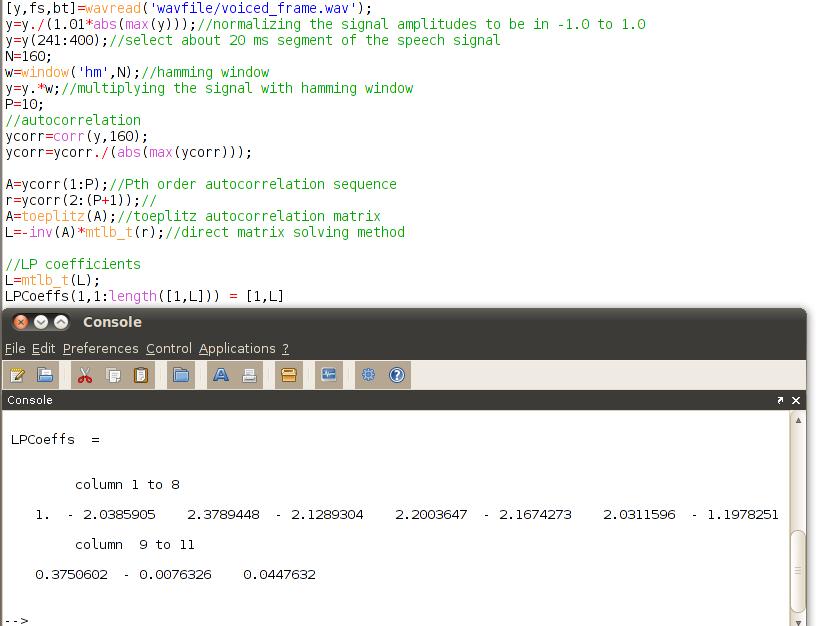 [y,fs,bt]=wavread('wavfile/voiced_frame.wav');
y=y./(1.01*abs(max(y)));//normalizing the signal amplitudes to be in -1.0 to 1.0
y=y(241:400);//select about 20 ms segment of the speech signal
N=160;
w=window('hm',N);//hamming window
y=y.*w;//multiplying the signal with hamming window
P=10;
//autocorrelation
ycorr=corr(y,160);
ycorr=ycorr./(abs(max(ycorr)));
A=ycorr(1:P);//Pth order autocorrelation sequence
r=ycorr(2:(P+1));//
A=toeplitz(A);//toeplitz autocorrelation matrix
L=-inv(A)*mtlb_t(r);//direct matrix solving method
//LP coefficients
L=mtlb_t(L);
LPCoeffs(1,1:length([1,L])) = [1,L]
Console
File Edit Preferences Control Applications ?
Console
LPCoeffs =
column 1 to 8
1. - 2.0385905 2.3789448 - 2.1289304 2.2003647 - 2.1674273 2.0311596 - 1.1978251
column 9 to 11
0.3750602 - 0.0076326 0.0447632
-->